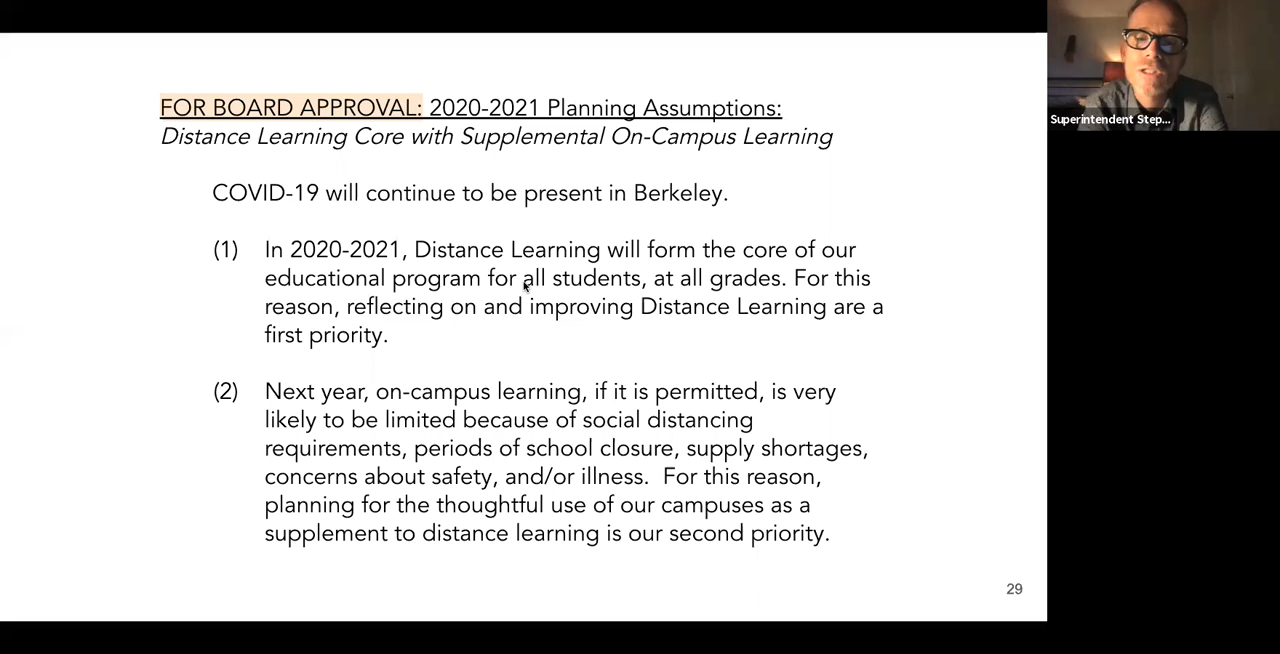 FOR BOARD APPROVAL: 2020-2021 Planning Assumptions:
Distance Learning Core with Supplemental On-Campus Learning
COVID-19 will continue to be present in Berkeley.
(1) In 2020-2021, Distance Learning will form the core of our
educational program for all students, at all grades. For this
reason, reflecting on and improving Distance Learning are a
first priority.
(2) Next year, on-campus learning, if it is permitted, is very
likely to be limited because of social distancing
requirements, periods of school closure, supply shortages,
concerns about safety, and/or illness.  For this reason,
planning for the thoughtful use of our campuses as a
supplement to distance learning is our second priority.
29
Superintendent Step...